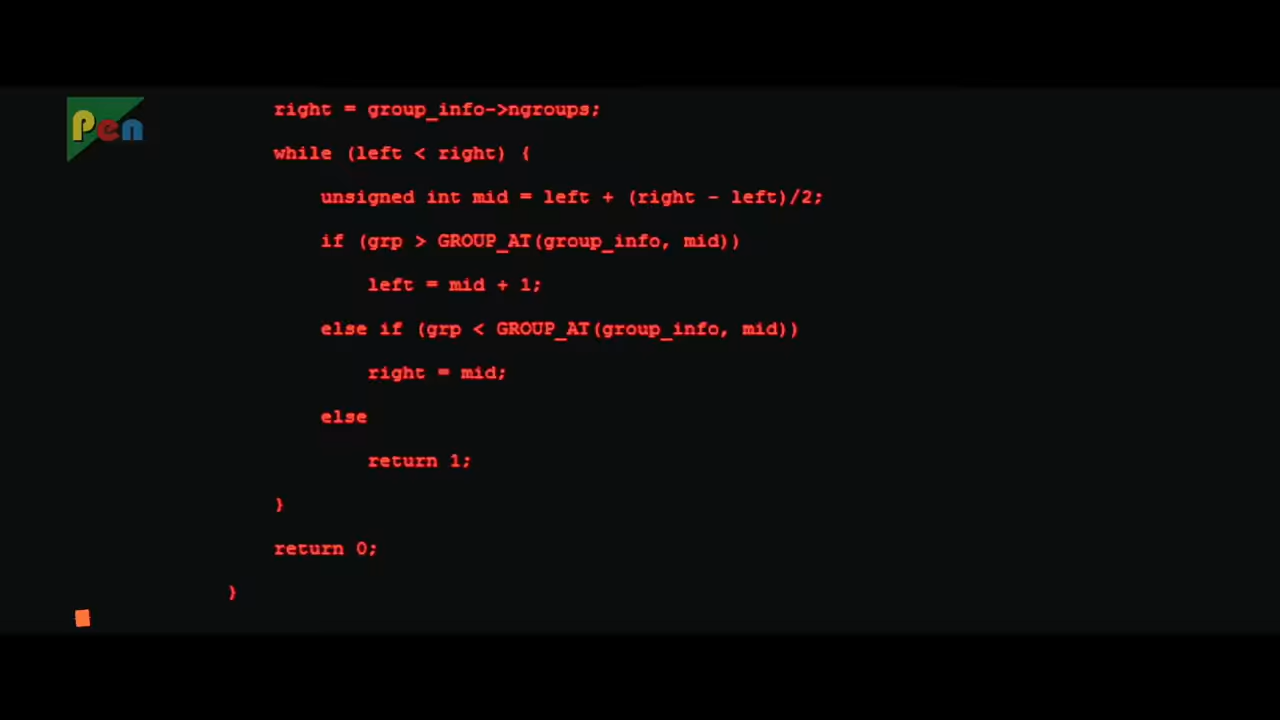 Pen
right = group_info->ngroups;
while (left < right) {
unsigned int mid = left + (right - left)/2;
if (grp > GROUP_AT(group_info, mid))
left = mid + 1;
else if (grp < GROUP_AT(group_info, mid))
right = mid;
else
return 1;
}
return 0;
}